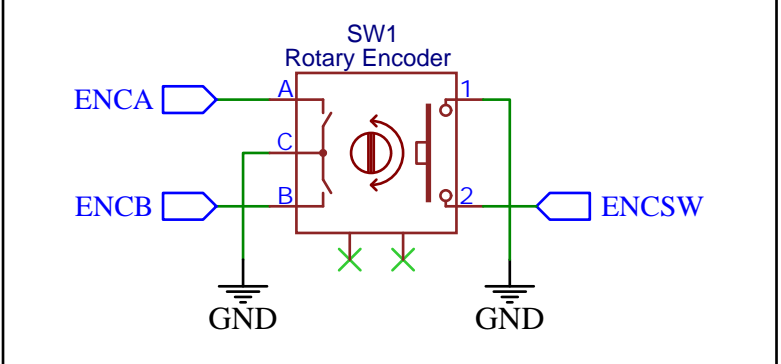 SW1
Rotary Encoder
ENCA
A
1
C
ENCB
B
2
ENCSW
GND
GND